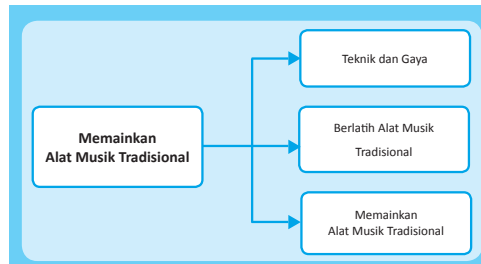 Memainkan
Alat Musik Tradisional
Teknik dan Gaya
Berlatih Alat Musik
Tradisional
Memainkan
Alat Musik Tradisional